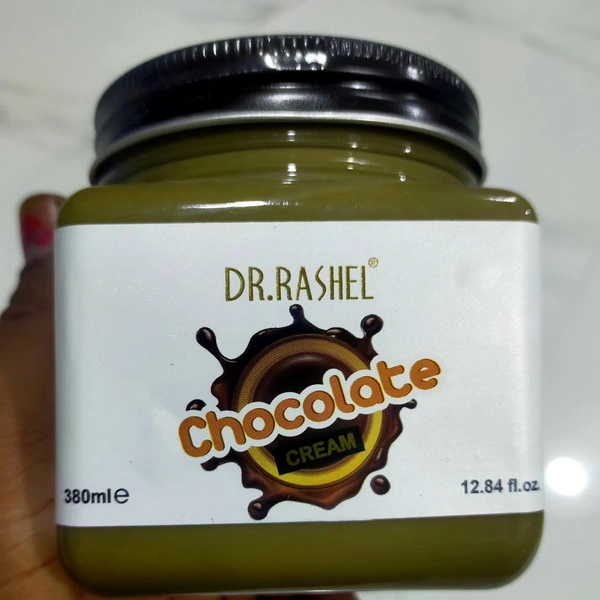 DR.RASHEL®
Chocolate
CREAM
380ml℮
12.84 fl.oz.